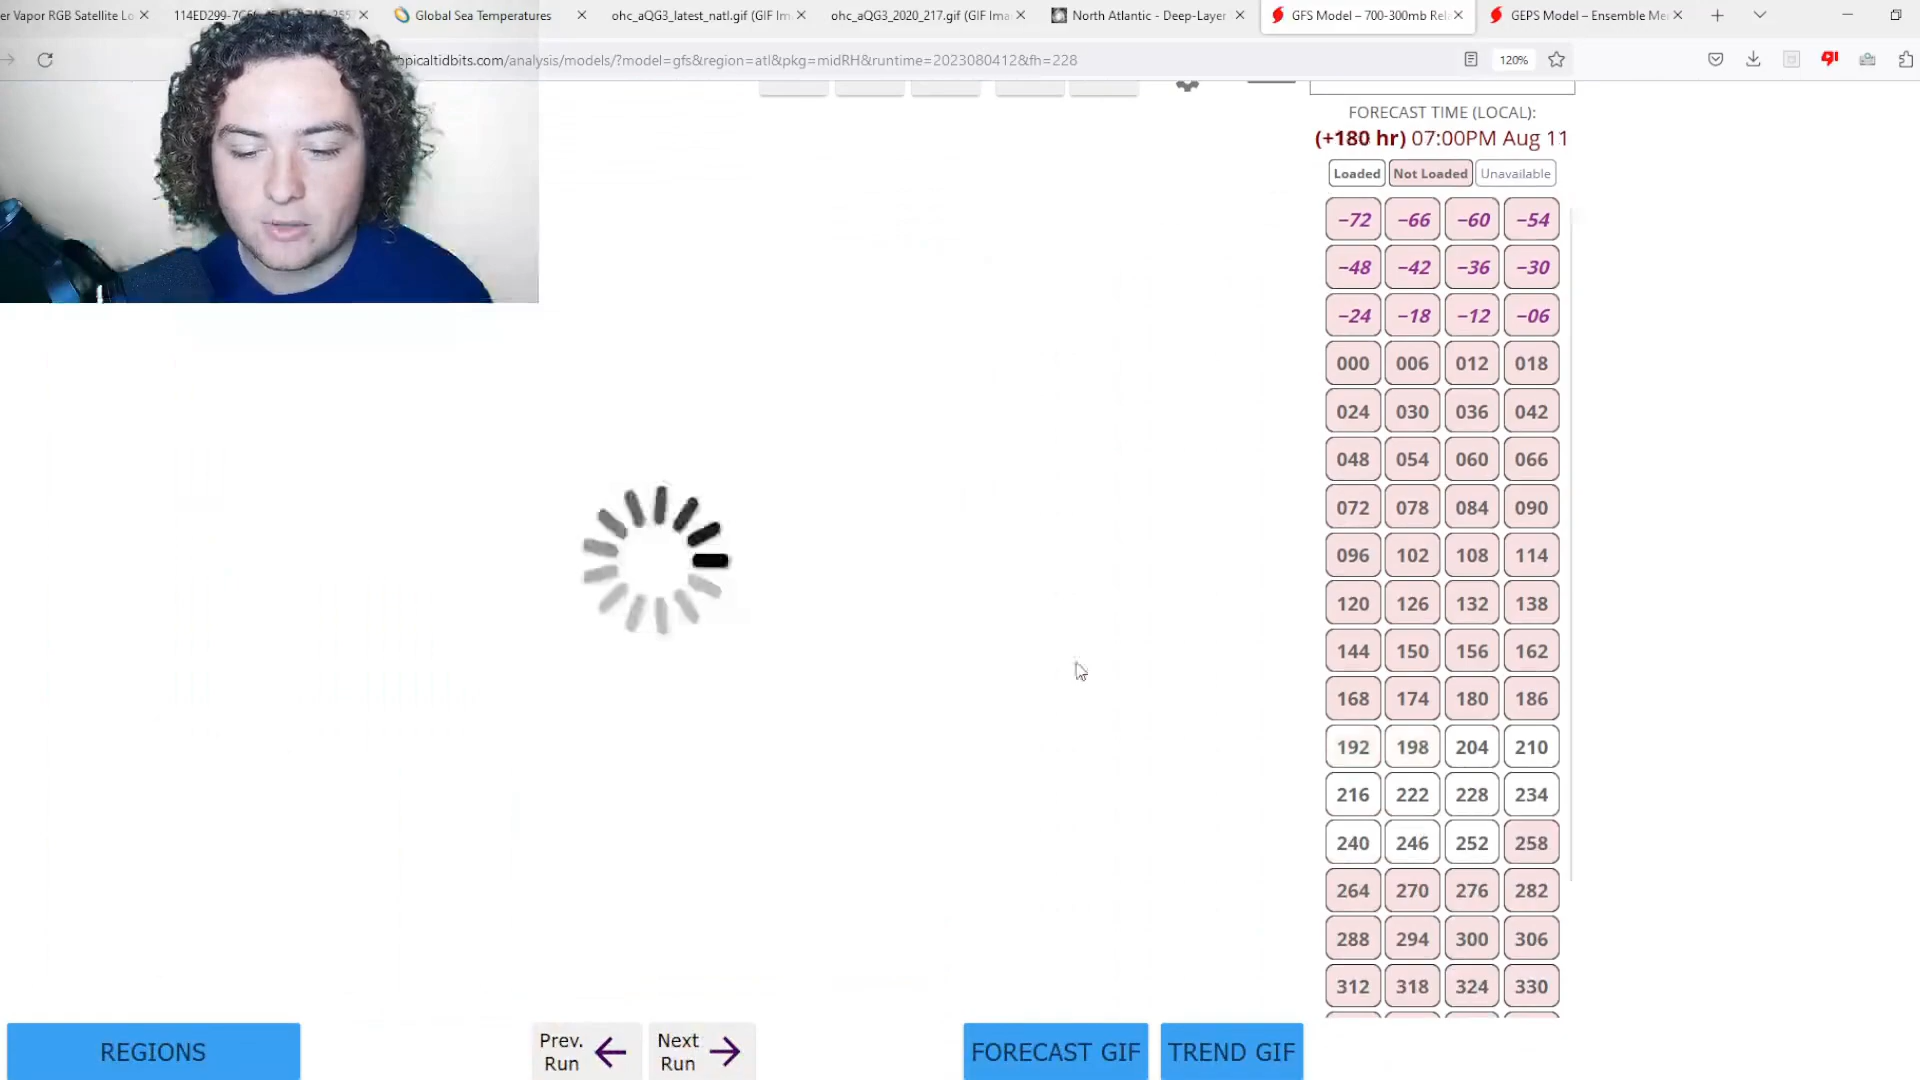 er Vapor RGB Satellite Lo
Global Sea Temperatures
ohc_aQG3_latest_natl.gif (GIF Im
ohc_aQG3_2020_217.gif (GIF Ima
North Atlantic - Deep-Layer
GFS Model – 700-300mb Rel
GEPS Model – Ensemble Me
opicaltidbits.com/analysis/models/?model=gfs&region=atl&pkg=midRH&runtime=2023080412&fh=228
120%
FORECAST TIME (LOCAL):
(+180 hr) 07:00PM Aug 11
Loaded Not Loaded Unavailable
−72 −66 −60 −54
−48 −42 −36 −30
−24 −18 −12 −06
000 006 012 018
024 030 036 042
048 054 060 066
072 078 084 090
096 102 108 114
120 126 132 138
144 150 156 162
168 174 180 186
192 198 204 210
216 222 228 234
240 246 252 258
264 270 276 282
288 294 300 306
312 318 324 330
REGIONS
Prev. Run
Next Run
FORECAST GIF
TREND GIF